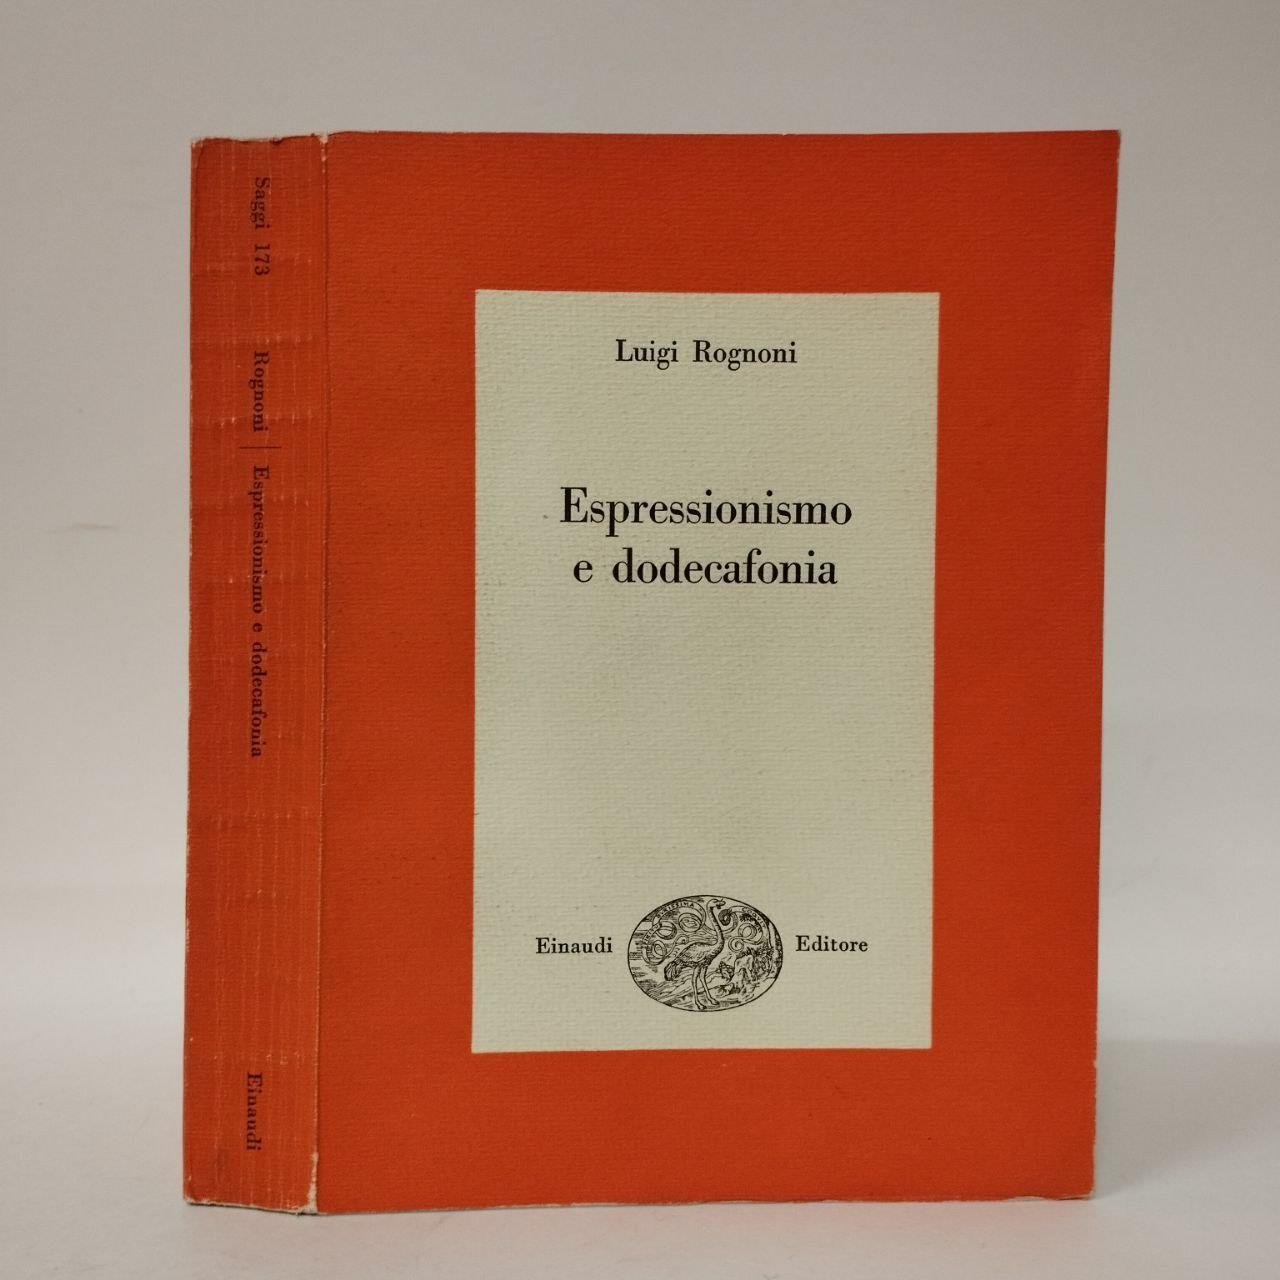 Saggi 173
Rognoni | Espressionismo e dodecafonia
Einaudi
Luigi Rognoni
Espressionismo
e dodecafonia
Einaudi Editore